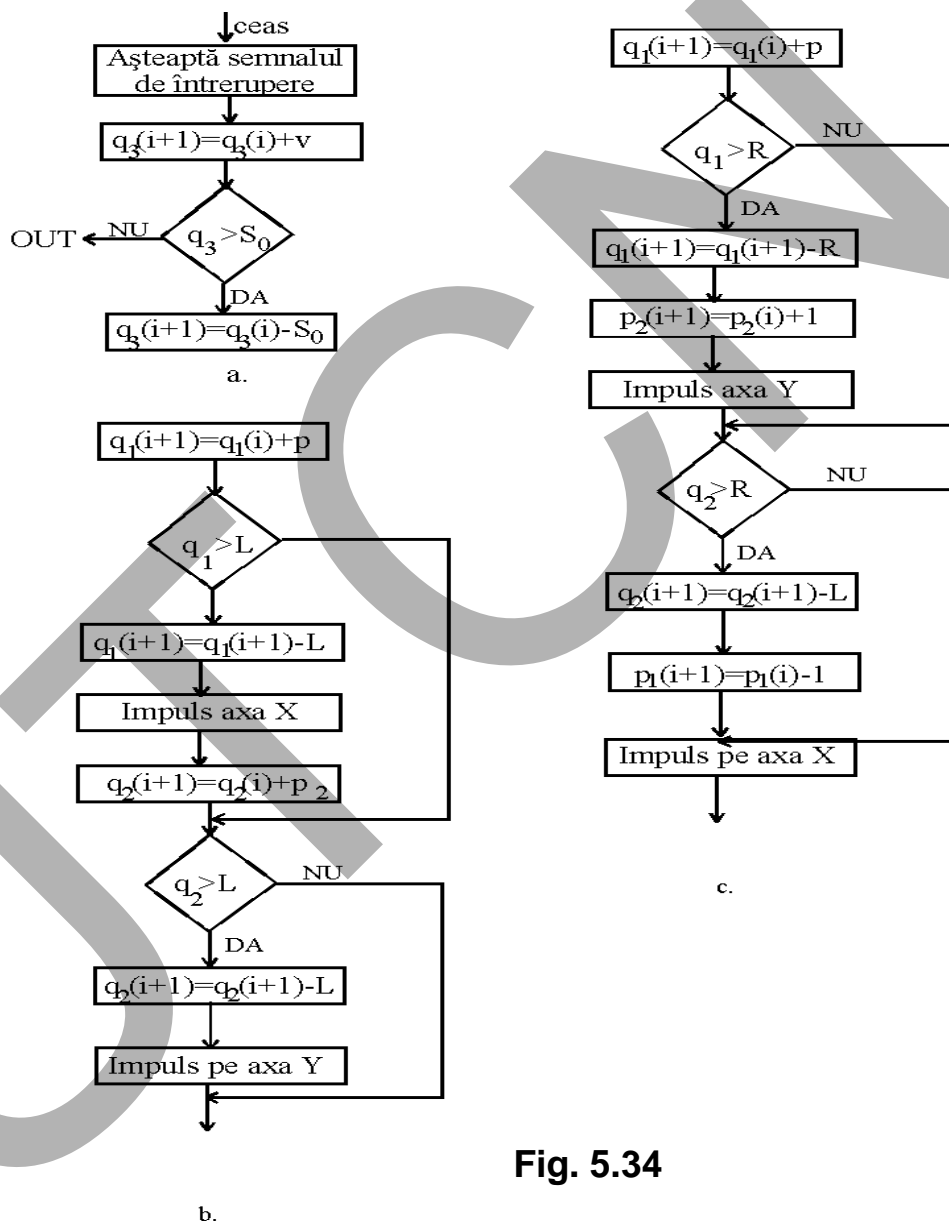 ceas
Aşteaptă semnalul
de întrerupere
q₃(i+1)=q₃(i)+v
q₃>S₀
NU
OUT
DA
q₃(i+1)=q₃(i)-S₀
a.
q₁(i+1)=q₁(i)+p
q₁>L
q₁(i+1)=q₁(i+1)-L
Impuls axa X
q₂(i+1)=q₂(i)+p₂
q₂>L
NU
DA
q₂(i+1)=q₂(i+1)-L
Impuls pe axa Y
b.
q₁(i+1)=q₁(i)+p
q₁>R
NU
DA
q₁(i+1)=q₁(i+1)-R
p₂(i+1)=p₂(i)+1
Impuls axa Y
q₂>R
NU
DA
q₂(i+1)=q₂(i+1)-L
p₁(i+1)=p₁(i)-1
Impuls pe axa X
c.
Fig. 5.34
UT CN